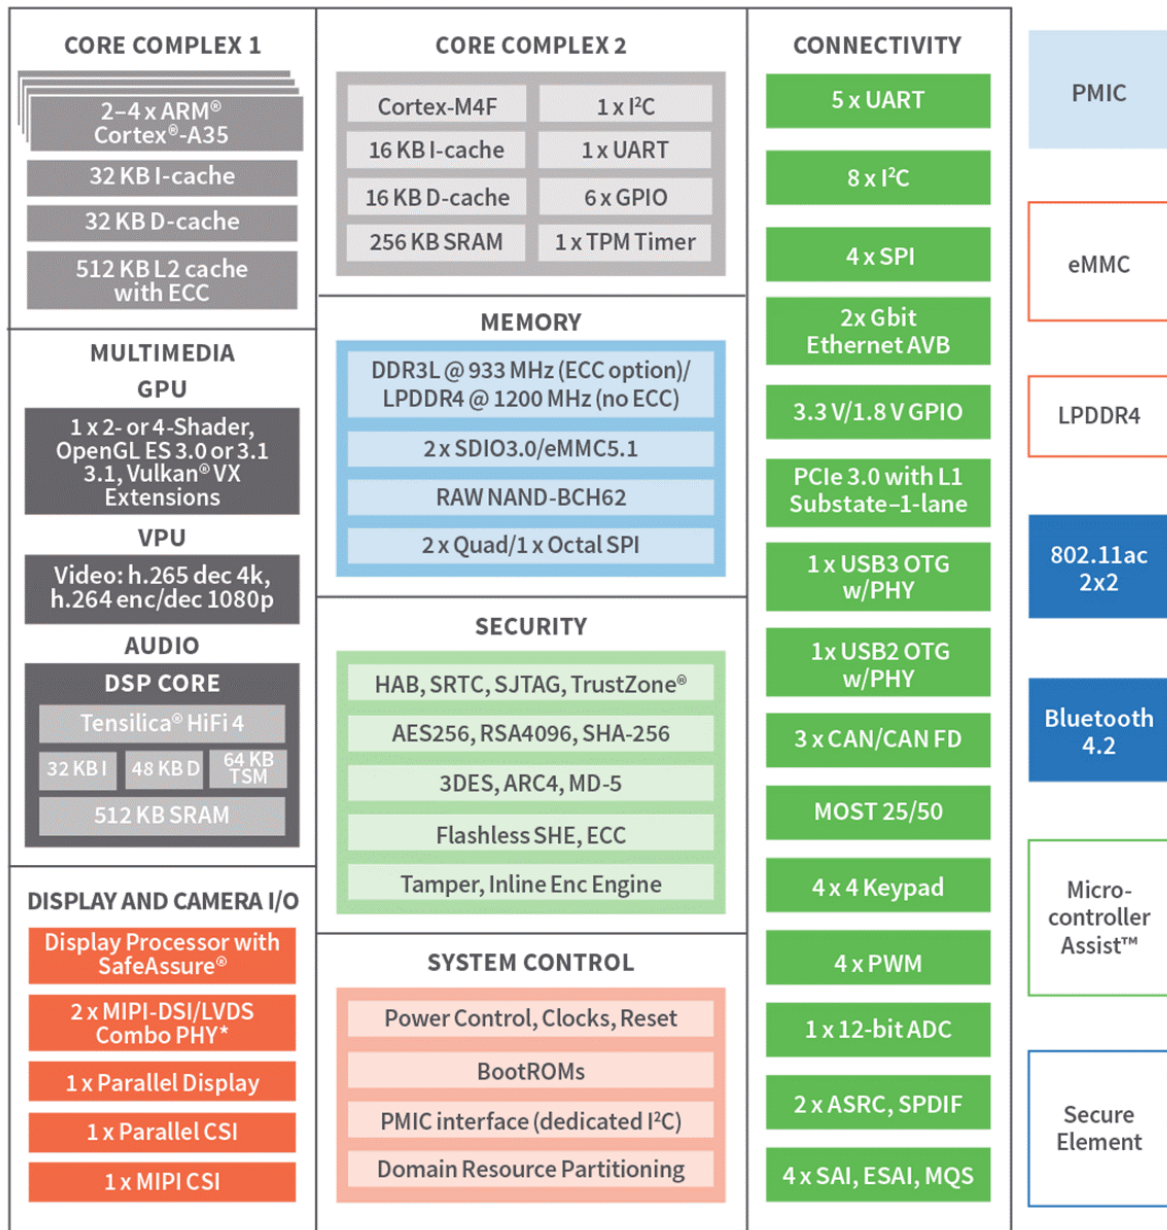 CORE COMPLEX 1
2–4 x ARM®
Cortex®-A35
32 KB I-cache
32 KB D-cache
512 KB L2 cache
with ECC
MULTIMEDIA
GPU
1 x 2- or 4-Shader,
OpenGL ES 3.0 or 3.1
3.1, Vulkan® VX
Extensions
VPU
Video: h.265 dec 4k,
h.264 enc/dec 1080p
AUDIO
DSP CORE
Tensilica® HiFi 4
32 KB I
48 KB D
64 KB
TSM
512 KB SRAM
DISPLAY AND CAMERA I/O
Display Processor with
SafeAssure®
2 x MIPI-DSI/LVDS
Combo PHY*
1 x Parallel Display
1 x Parallel CSI
1 x MIPI CSI
CORE COMPLEX 2
Cortex-M4F
1 x I²C
16 KB I-cache
1 x UART
16 KB D-cache
6 x GPIO
256 KB SRAM
1 x TPM Timer
MEMORY
DDR3L @ 933 MHz (ECC option)/
LPDDR4 @ 1200 MHz (no ECC)
2 x SDIO3.0/eMMC5.1
RAW NAND-BCH62
2 x Quad/1 x Octal SPI
SECURITY
HAB, SRTC, SJTAG, TrustZone®
AES256, RSA4096, SHA-256
3DES, ARC4, MD-5
Flashless SHE, ECC
Tamper, Inline Enc Engine
SYSTEM CONTROL
Power Control, Clocks, Reset
BootROMs
PMIC interface (dedicated I²C)
Domain Resource Partitioning
CONNECTIVITY
5 x UART
8 x I²C
4 x SPI
2x Gbit
Ethernet AVB
3.3 V/1.8 V GPIO
PCIe 3.0 with L1
Substate–1-lane
1 x USB3 OTG
w/PHY
1x USB2 OTG
w/PHY
3 x CAN/CAN FD
MOST 25/50
4 x 4 Keypad
4 x PWM
1 x 12-bit ADC
2 x ASRC, SPDIF
4 x SAI, ESAI, MQS
PMIC
eMMC
LPDDR4
802.11ac
2x2
Bluetooth
4.2
Micro-
controller
Assist™
Secure
Element